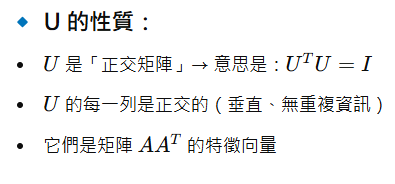 ◆ U 的性質：
• U 是「正交矩陣」→ 意思是：UᵀU = I
• U 的每一列是正交的（垂直、無重複資訊）
• 它們是矩陣 AAᵀ 的特徵向量